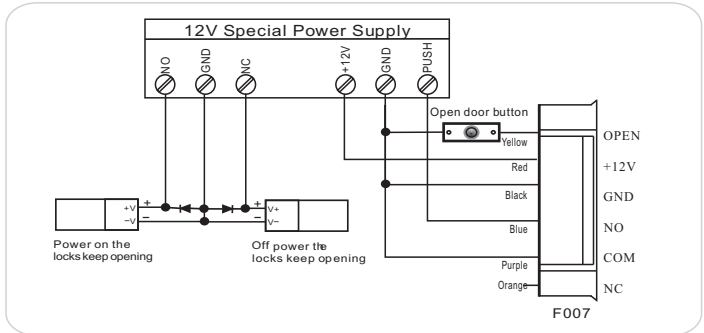 12V Special Power Supply
NO
GND
NC
+12V
GND
PUSH
Open door button
Yellow
OPEN
Red
+12V
Black
GND
Blue
NO
Purple
COM
Orange
NC
F007
+V
-V
+
-
+
-
V+
V-
Power on the
locks keep opening
Off power the
locks keep opening